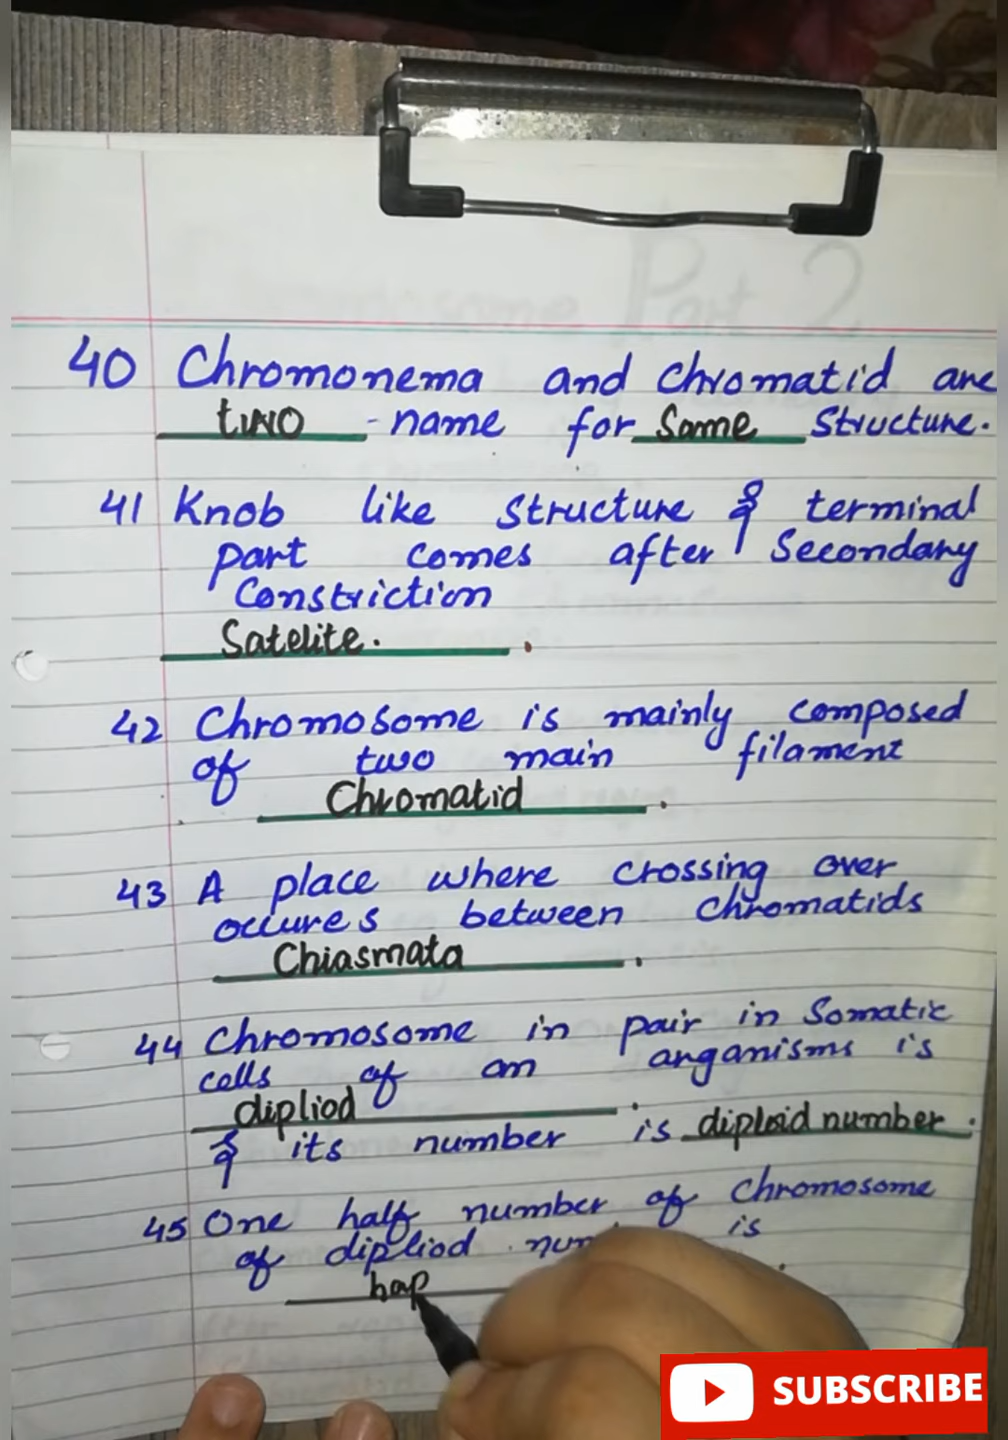 Part 2
40 Chromonema and chromatid are
two - name for Same structure.
41 Knob like structure & terminal
part comes after secondary
Constriction
Satelite.
42 Chromosome is mainly composed
of two main filament
Chromatid.
43 A place where crossing over
occures between chromatids
Chiasmata.
44 Chromosome in pair in Somatic
cells of an anganisms is
dipliod.
& its number is diploid number.
45 One half number of chromosome
of dipliod is
hap
SUBSCRIBE